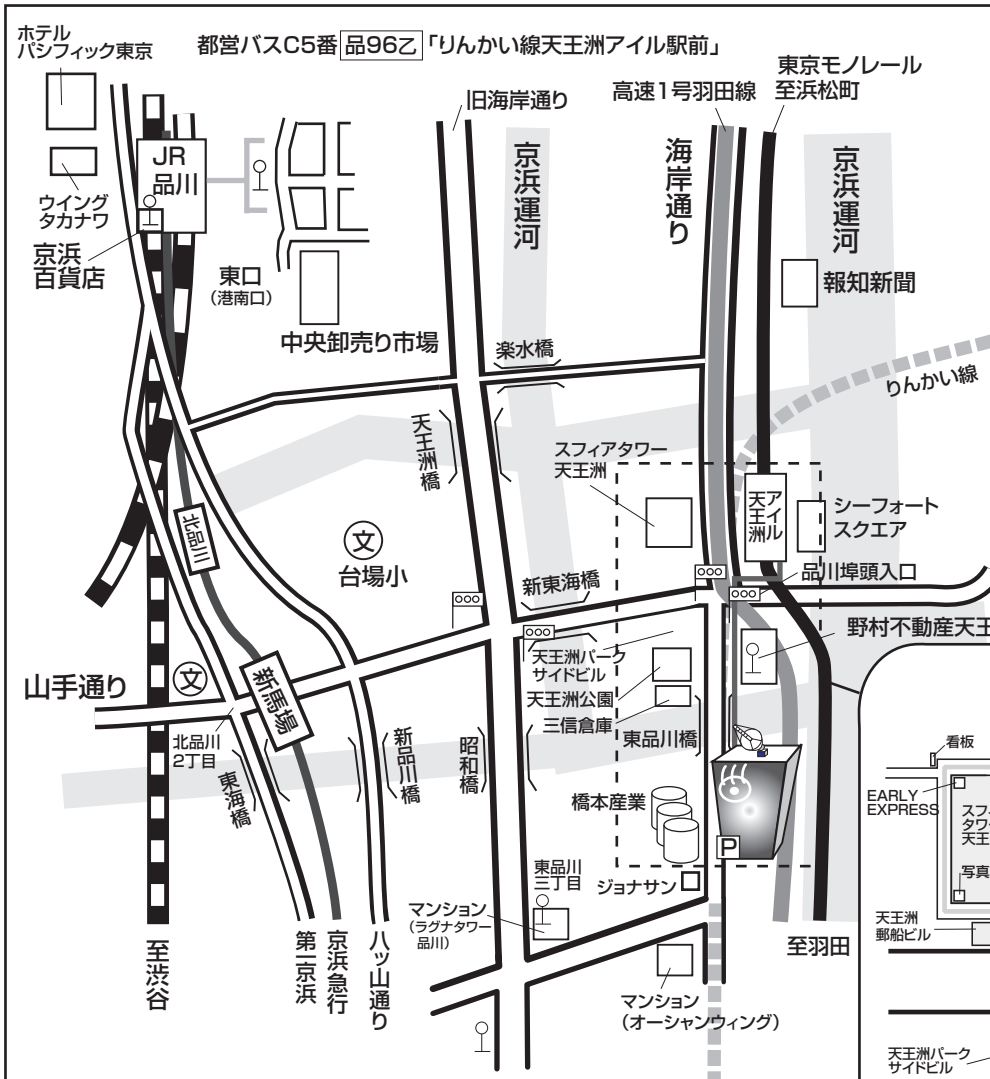 ホテル
パシフィック東京
都営バスC5番 品96乙 「りんかい線天王洲アイル駅前」
東京モノレール
至浜松町
高速1号羽田線
旧海岸通り
JR
品川
京浜運河
海岸通り
京浜運河
ウイング
タカナワ
京浜
百貨店
東口
(港南口)
報知新聞
中央卸売り市場
楽水橋
りんかい線
天王洲橋
スフィアタワー
天王洲
天王洲
アイル
シーフォート
スクエア
北品川
文
台場小
新東海橋
品川埠頭入口
野村不動産天王
天王洲パーク
サイドビル
文
山手通り
新馬場
天王洲公園
三信倉庫
東品川橋
北品川
2丁目
東海橋
新品川橋
昭和橋
看板
橋本産業
EARLY
EXPRESS
スフィ
タワ
天王
P
東品川
三丁目
ジョナサン
写真
マンション
(ラグナタワー
品川)
天王洲
郵船ビル
至渋谷
第一京浜
京浜急行
八ッ山通り
至羽田
マンション
(オーシャンウィング)
天王洲パーク
サイドビル